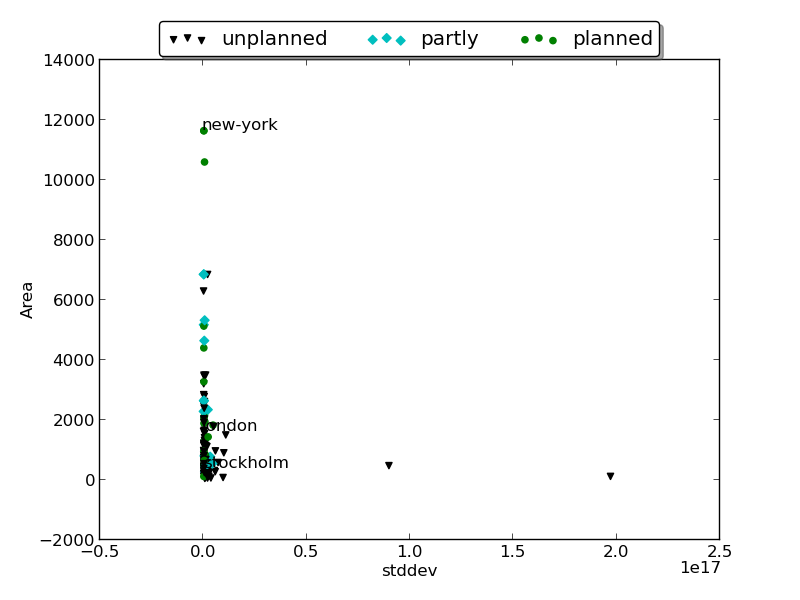 unplanned partly planned
14000
12000
10000
8000
6000
4000
2000
0
−2000
Area
new-york
london
stockholm
−0.5 0.0 0.5 1.0 1.5 2.0 2.5
stddev
1e17